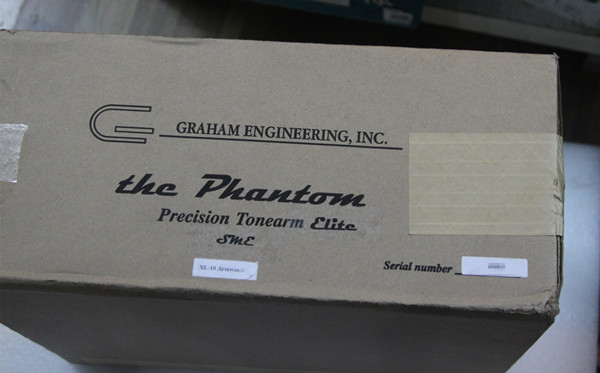 GRAHAM ENGINEERING, INC.
the Phantom
Precision Tonearm Elite
SME
Serial number